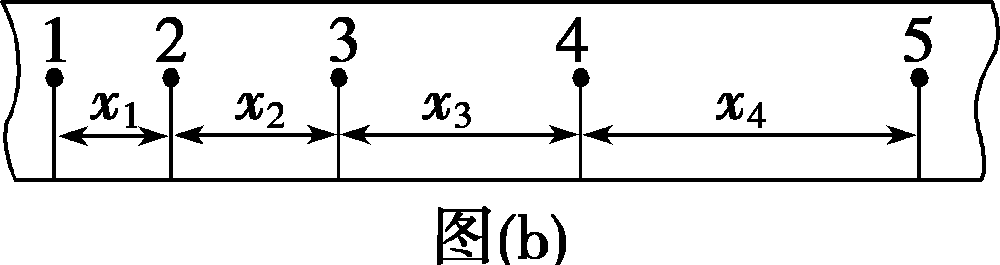 1 2 3 4 5
x₁ x₂ x₃ x₄
图(b)